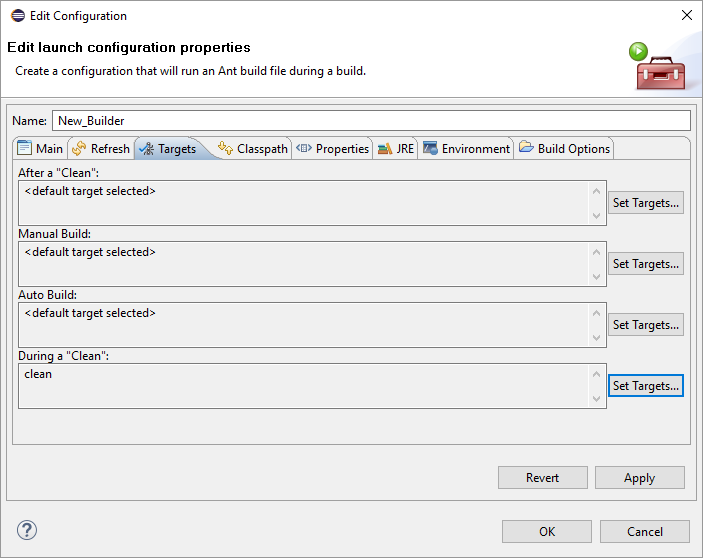 Edit Configuration
Edit launch configuration properties
Create a configuration that will run an Ant build file during a build.
Name: New_Builder
Main Refresh Targets Classpath Properties JRE Environment Build Options
After a "Clean":
<default target selected>
Set Targets...
Manual Build:
<default target selected>
Set Targets...
Auto Build:
<default target selected>
Set Targets...
During a "Clean":
clean
Set Targets...
Revert Apply
? OK Cancel